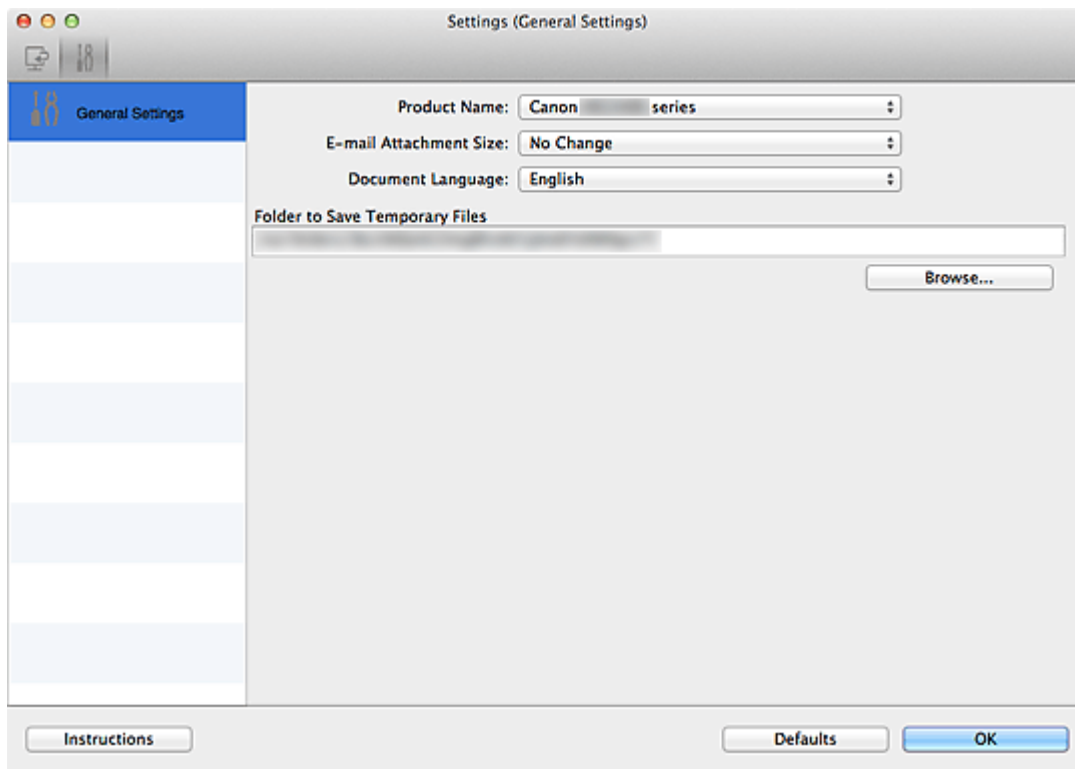 Settings (General Settings)
General Settings
Product Name: Canon series
E-mail Attachment Size: No Change
Document Language: English
Folder to Save Temporary Files
Browse...
Instructions Defaults OK